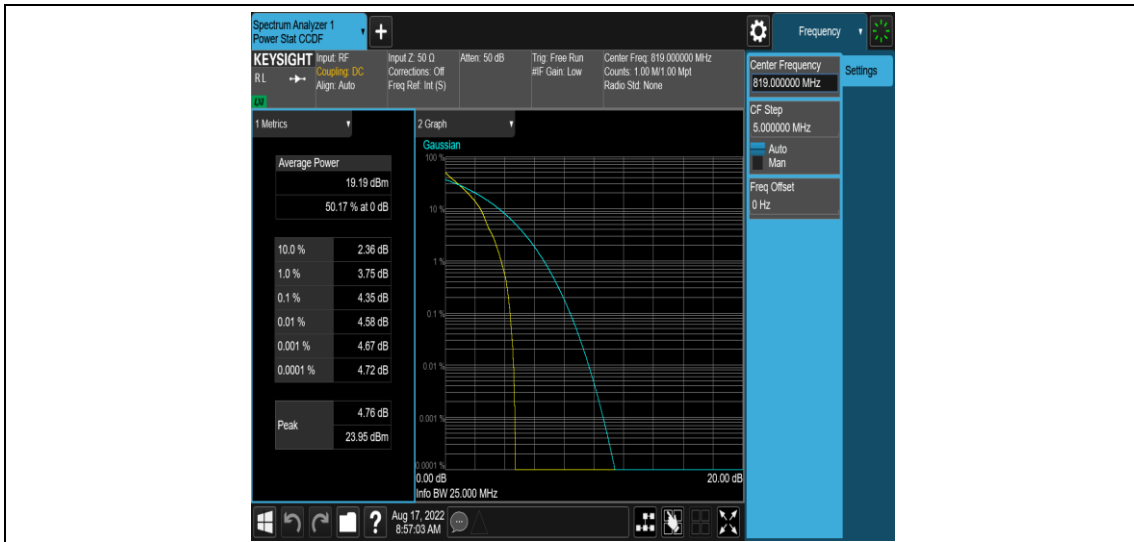 Spectrum Analyzer 1
Power Stat CCDF
Frequency
KEYSIGHT
RL
LXI
Input: RF
Coupling: DC
Align: Auto
Input Z: 50 Ω
Corrections: Off
Freq Ref: Int (S)
Atten: 50 dB
Trig: Free Run
#IF Gain: Low
Center Freq: 819.000000 MHz
Counts: 1.00 M/1.00 Mpt
Radio Std: None
Center Frequency
819.000000 MHz
Settings
CF Step
5.000000 MHz
Auto
Man
Freq Offset
0 Hz
1 Metrics
Average Power
19.19 dBm
50.17 % at 0 dB
10.0 % 2.36 dB
1.0 % 3.75 dB
0.1 % 4.35 dB
0.01 % 4.58 dB
0.001 % 4.67 dB
0.0001 % 4.72 dB
Peak 4.76 dB
23.95 dBm
2 Graph
Gaussian
100 %
10 %
1 %
0.1 %
0.01 %
0.001 %
0.0001 %
0.00 dB 20.00 dB
Info BW 25.000 MHz
?
Aug 17, 2022
8:57:03 AM